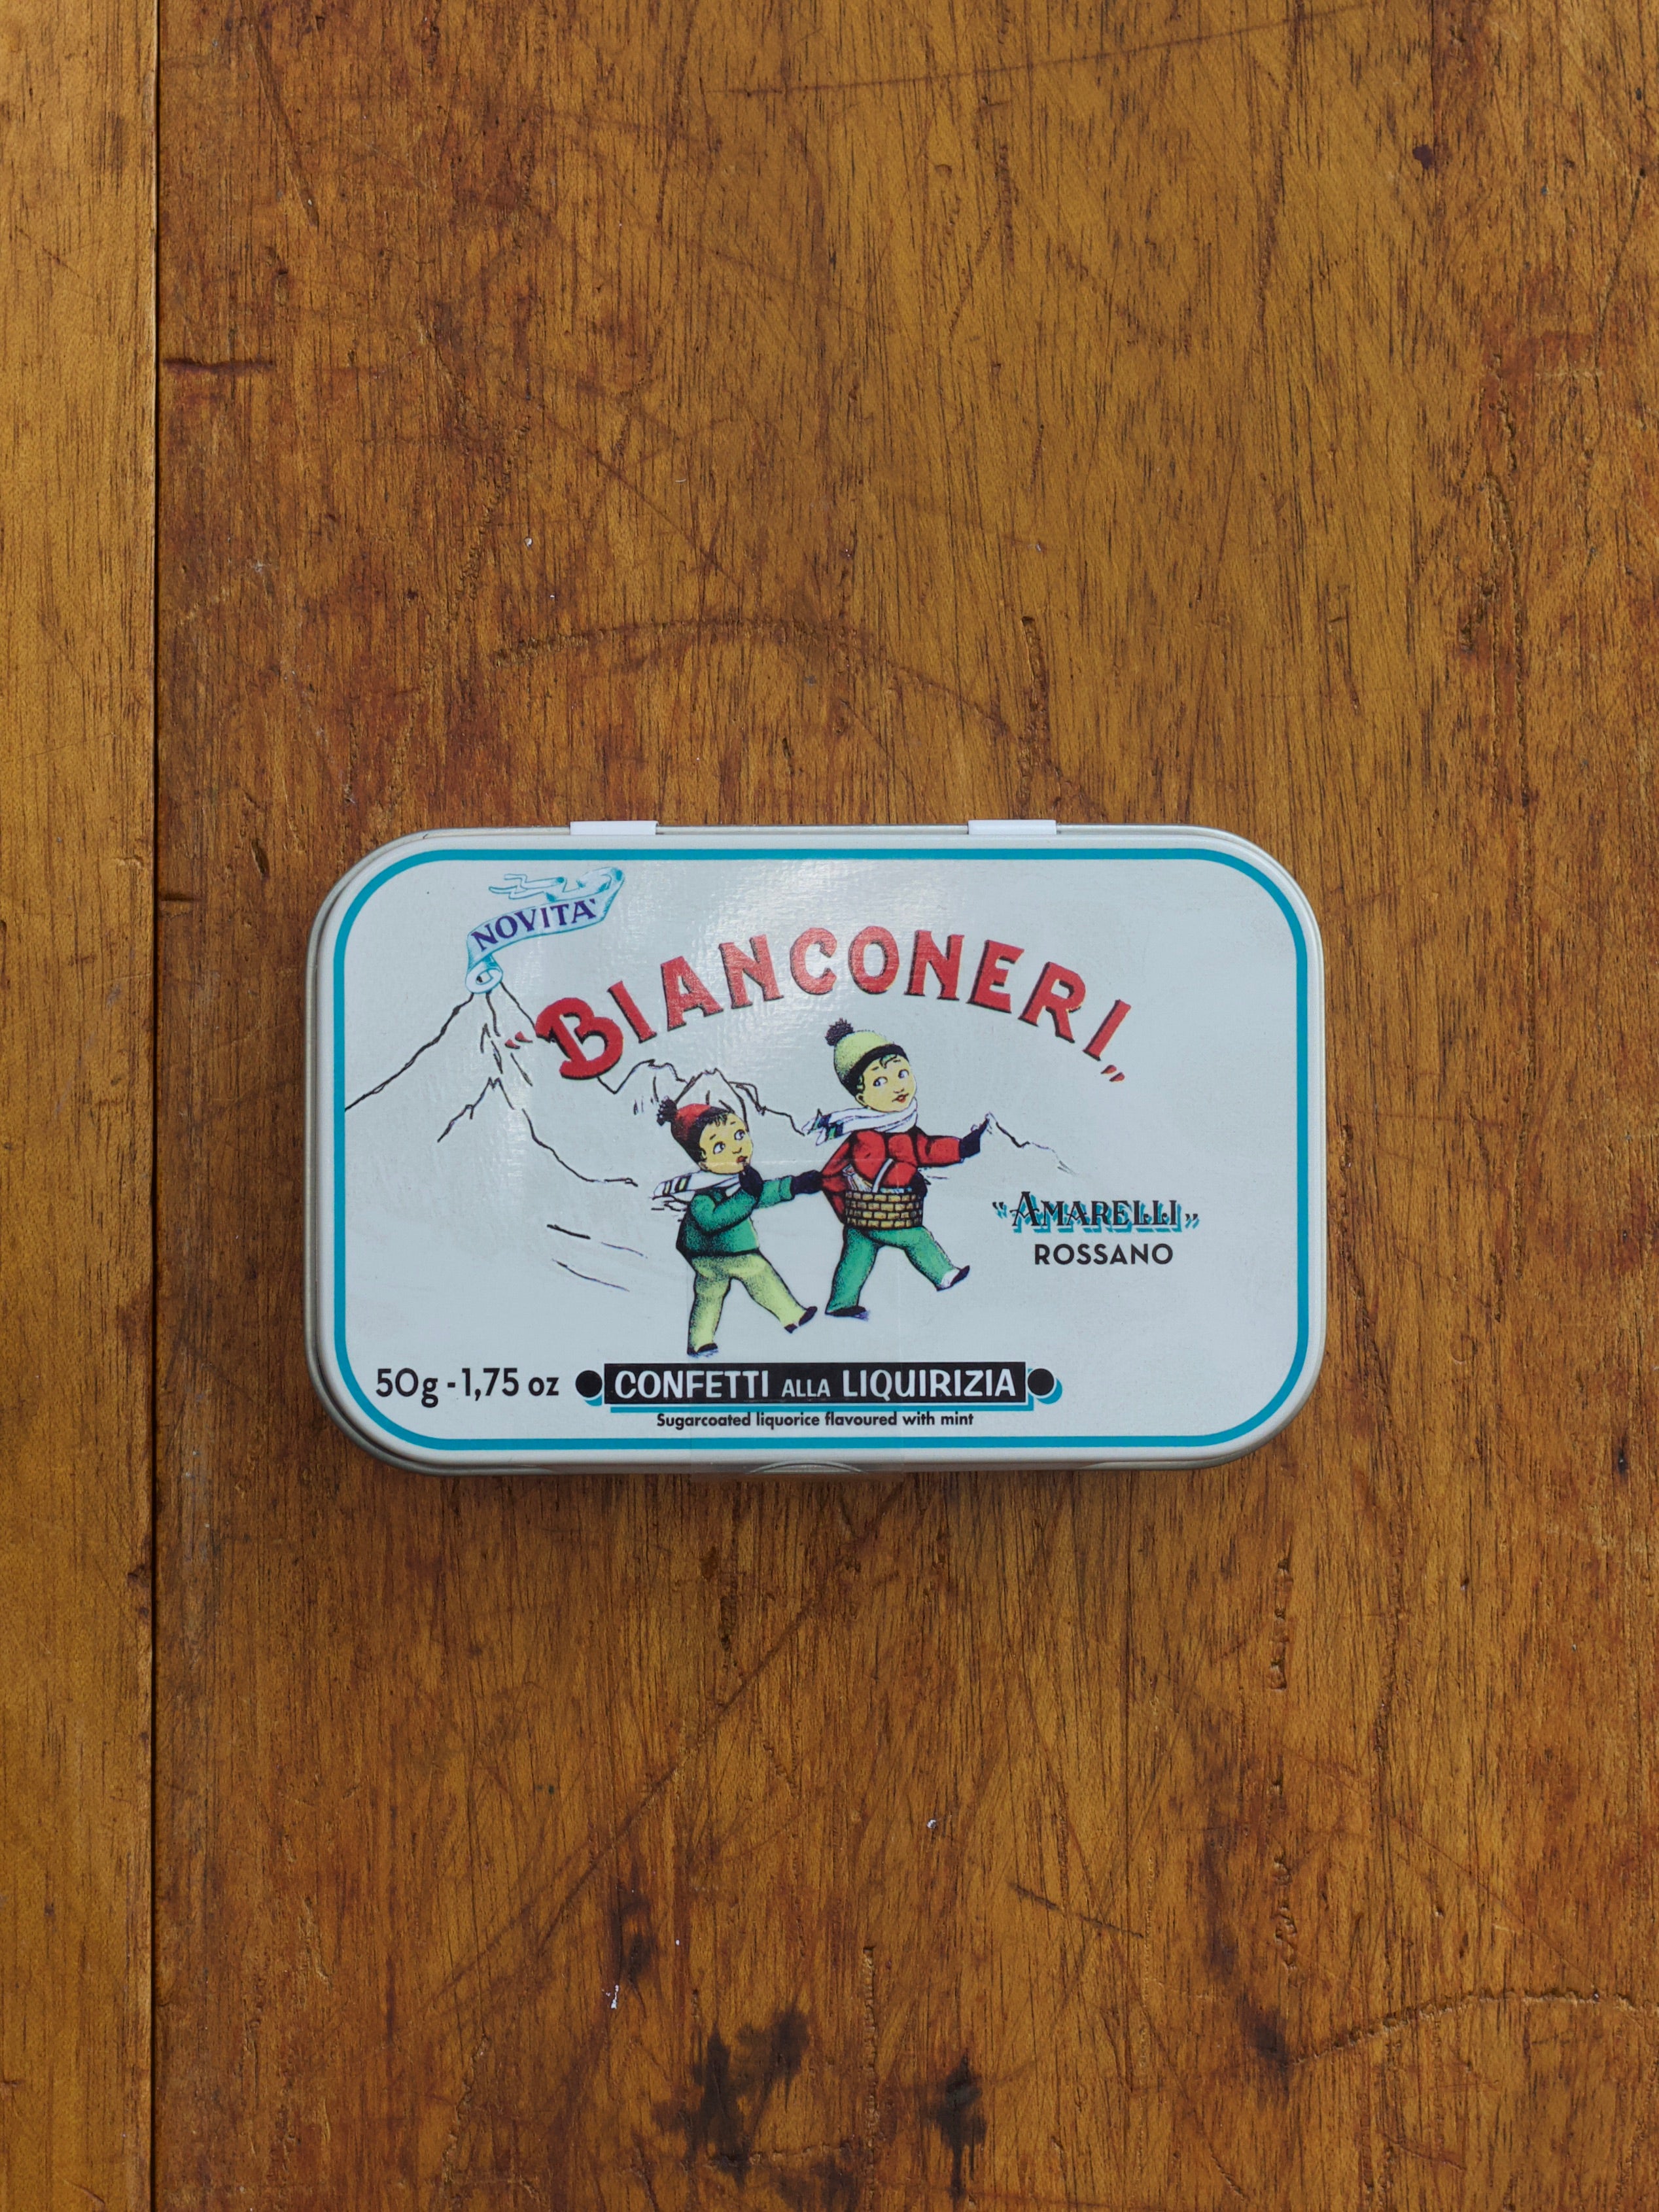 NOVITA'
"BIANCONERI„
"AMARELLI„
ROSSANO
50g - 1,75 oz
CONFETTI ALLA LIQUIRIZIA
Sugarcoated liquorice flavoured with mint